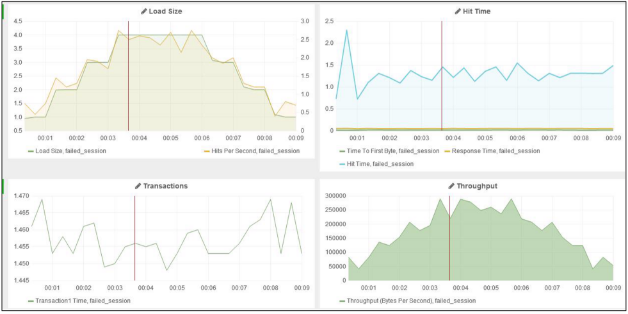 Load Size
4.5
4.0
3.5
3.0
2.5
2.0
1.5
1.0
0.5
3.0
2.5
2.0
1.5
1.0
0.5
0
00:01 00:02 00:03 00:04 00:05 00:06 00:07 00:08 00:09
Load Size, failed_session Hits Per Second, failed_session
Hit Time
2.5
2.0
1.5
1.0
0.5
0
00:01 00:02 00:03 00:04 00:05 00:06 00:07 00:08 00:09
Time To First Byte, failed_session Response Time, failed_session
Hit Time, failed_session
Transactions
1.470
1.465
1.460
1.455
1.450
1.445
00:01 00:02 00:03 00:04 00:05 00:06 00:07 00:08 00:09
Transaction1 Time, failed_session
Throughput
300000
250000
200000
150000
100000
50000
0
00:01 00:02 00:03 00:04 00:05 00:06 00:07 00:08 00:09
Throughput (Bytes Per Second), failed_session